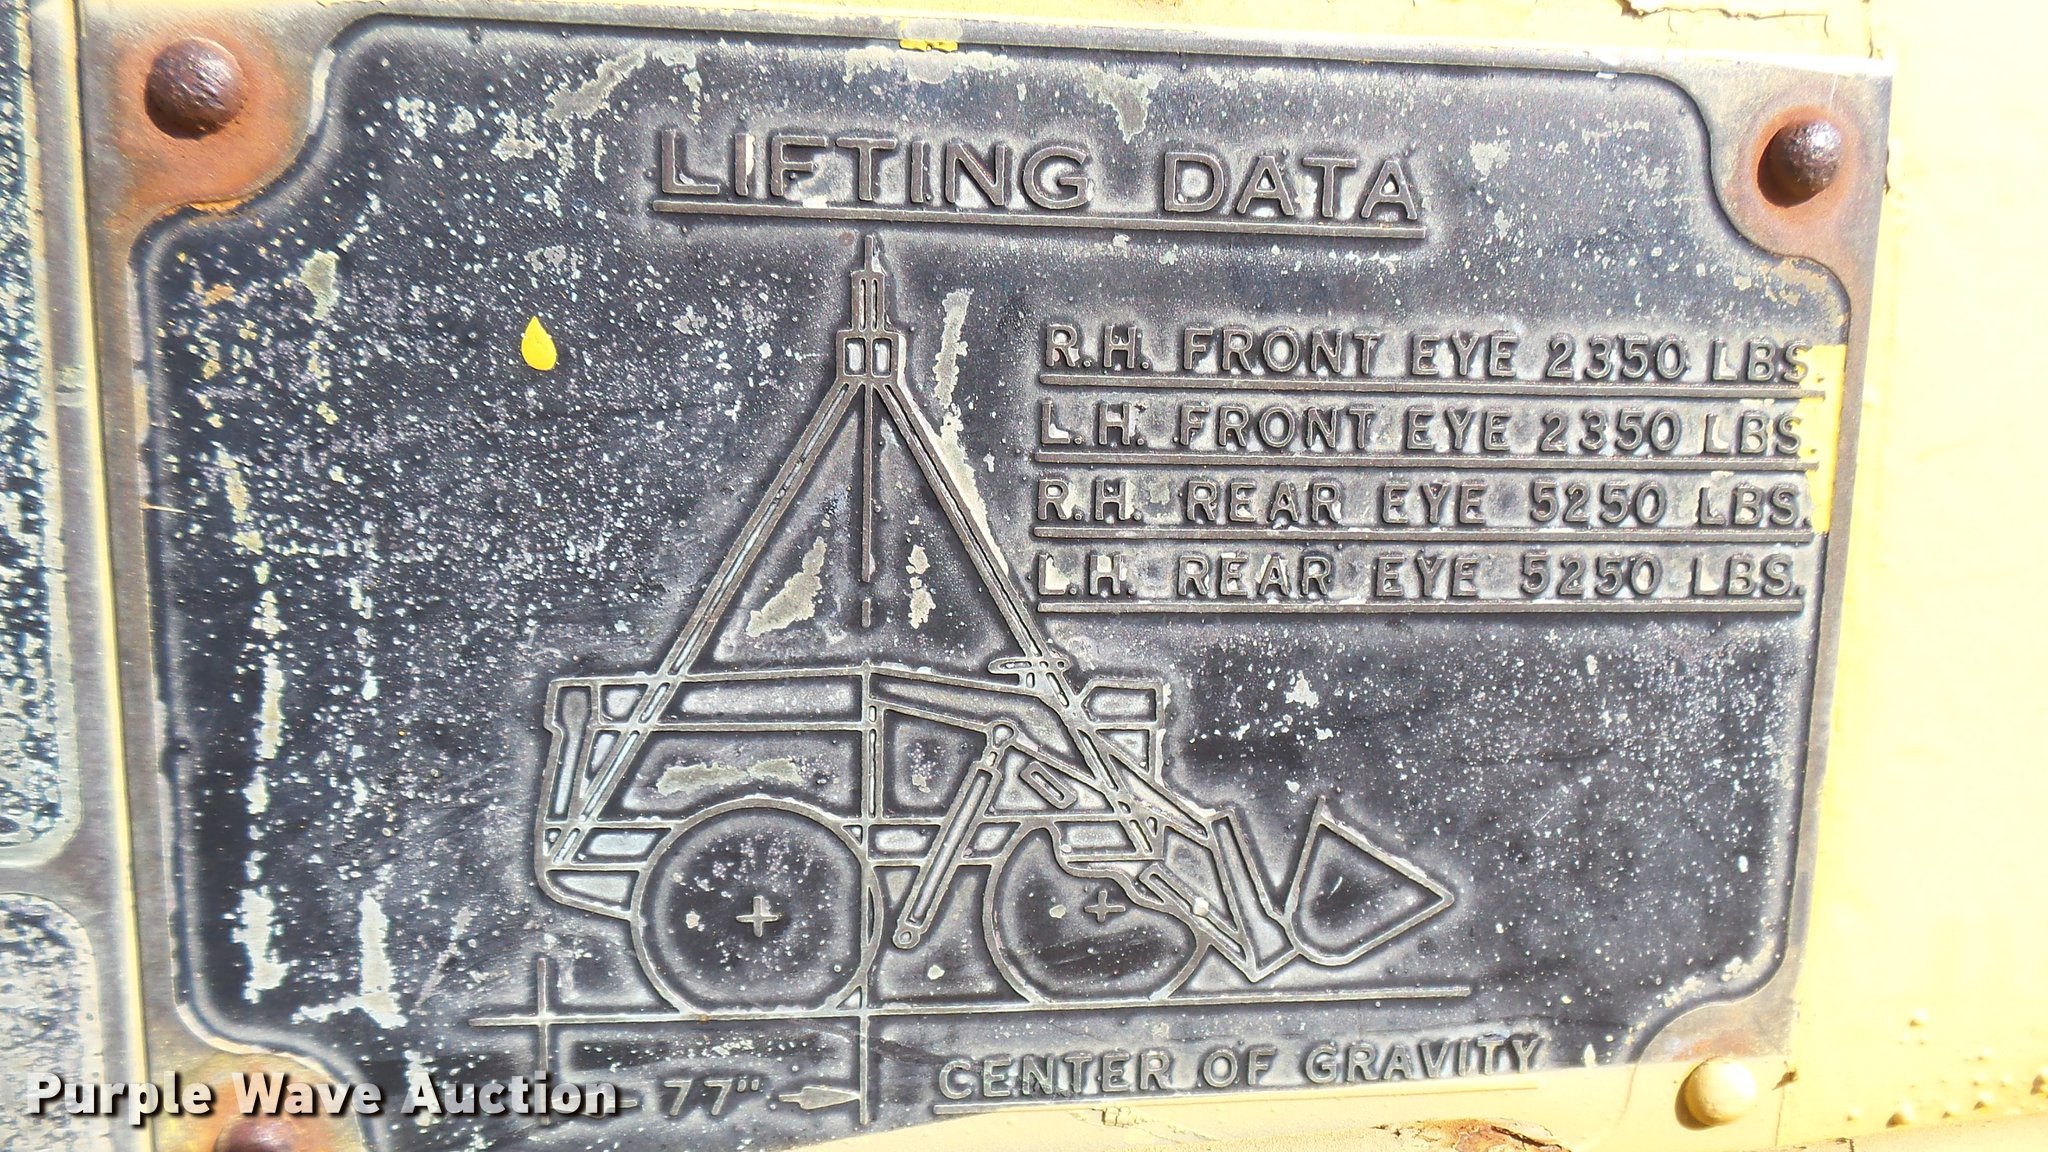 LIFTING DATA
R.H. FRONT EYE 2350 LBS.
L.H. FRONT EYE 2350 LBS.
R.H. REAR EYE 5250 LBS.
L.H. REAR EYE 5250 LBS.
77"
CENTER OF GRAVITY
Purple Wave Auction